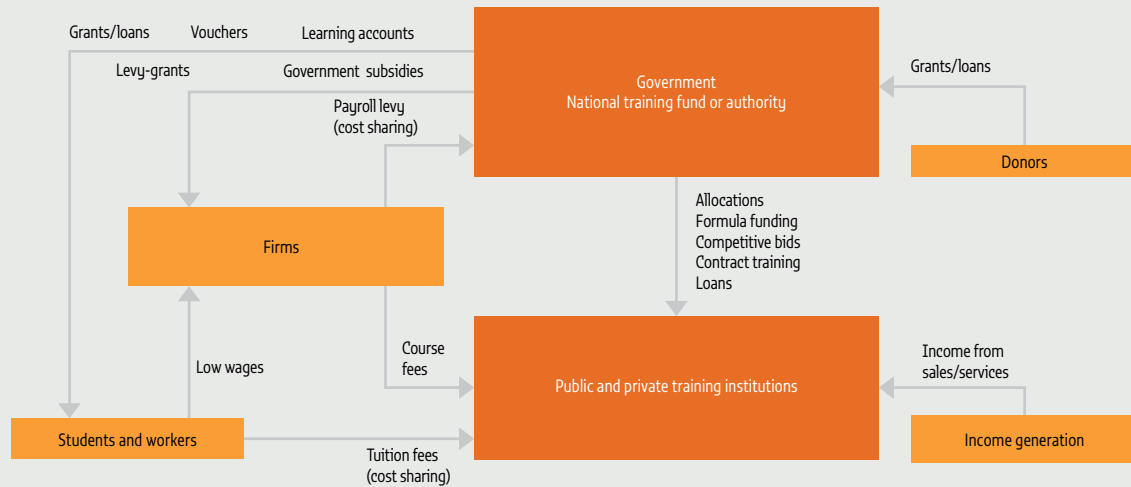 Grants/loans Vouchers Learning accounts
Levy-grants Government subsidies
Payroll levy
(cost sharing)
Government
National training fund or authority
Grants/loans
Donors
Allocations
Formula funding
Competitive bids
Contract training
Loans
Firms
Low wages
Course
fees
Public and private training institutions
Income from
sales/services
Students and workers
Tuition fees
(cost sharing)
Income generation